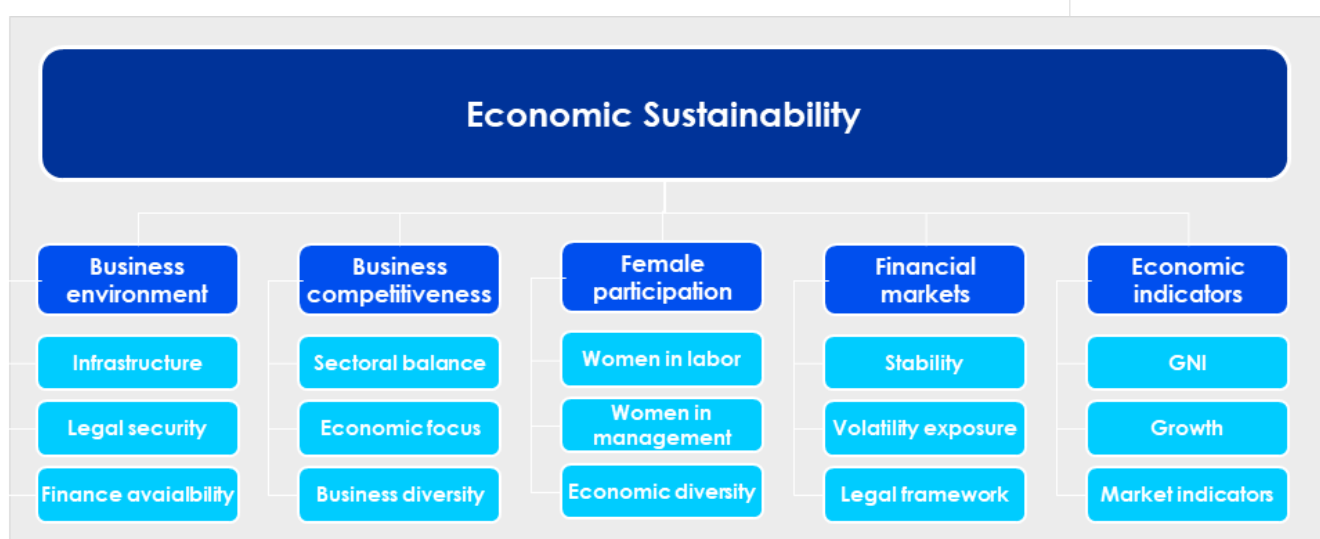 Economic Sustainability
Business
environment
Infrastructure
Legal security
Finance avaialbility
Business
competitiveness
Sectoral balance
Economic focus
Business diversity
Female
participation
Women in labor
Women in
management
Economic diversity
Financial
markets
Stability
Volatility exposure
Legal framework
Economic
indicators
GNI
Growth
Market indicators